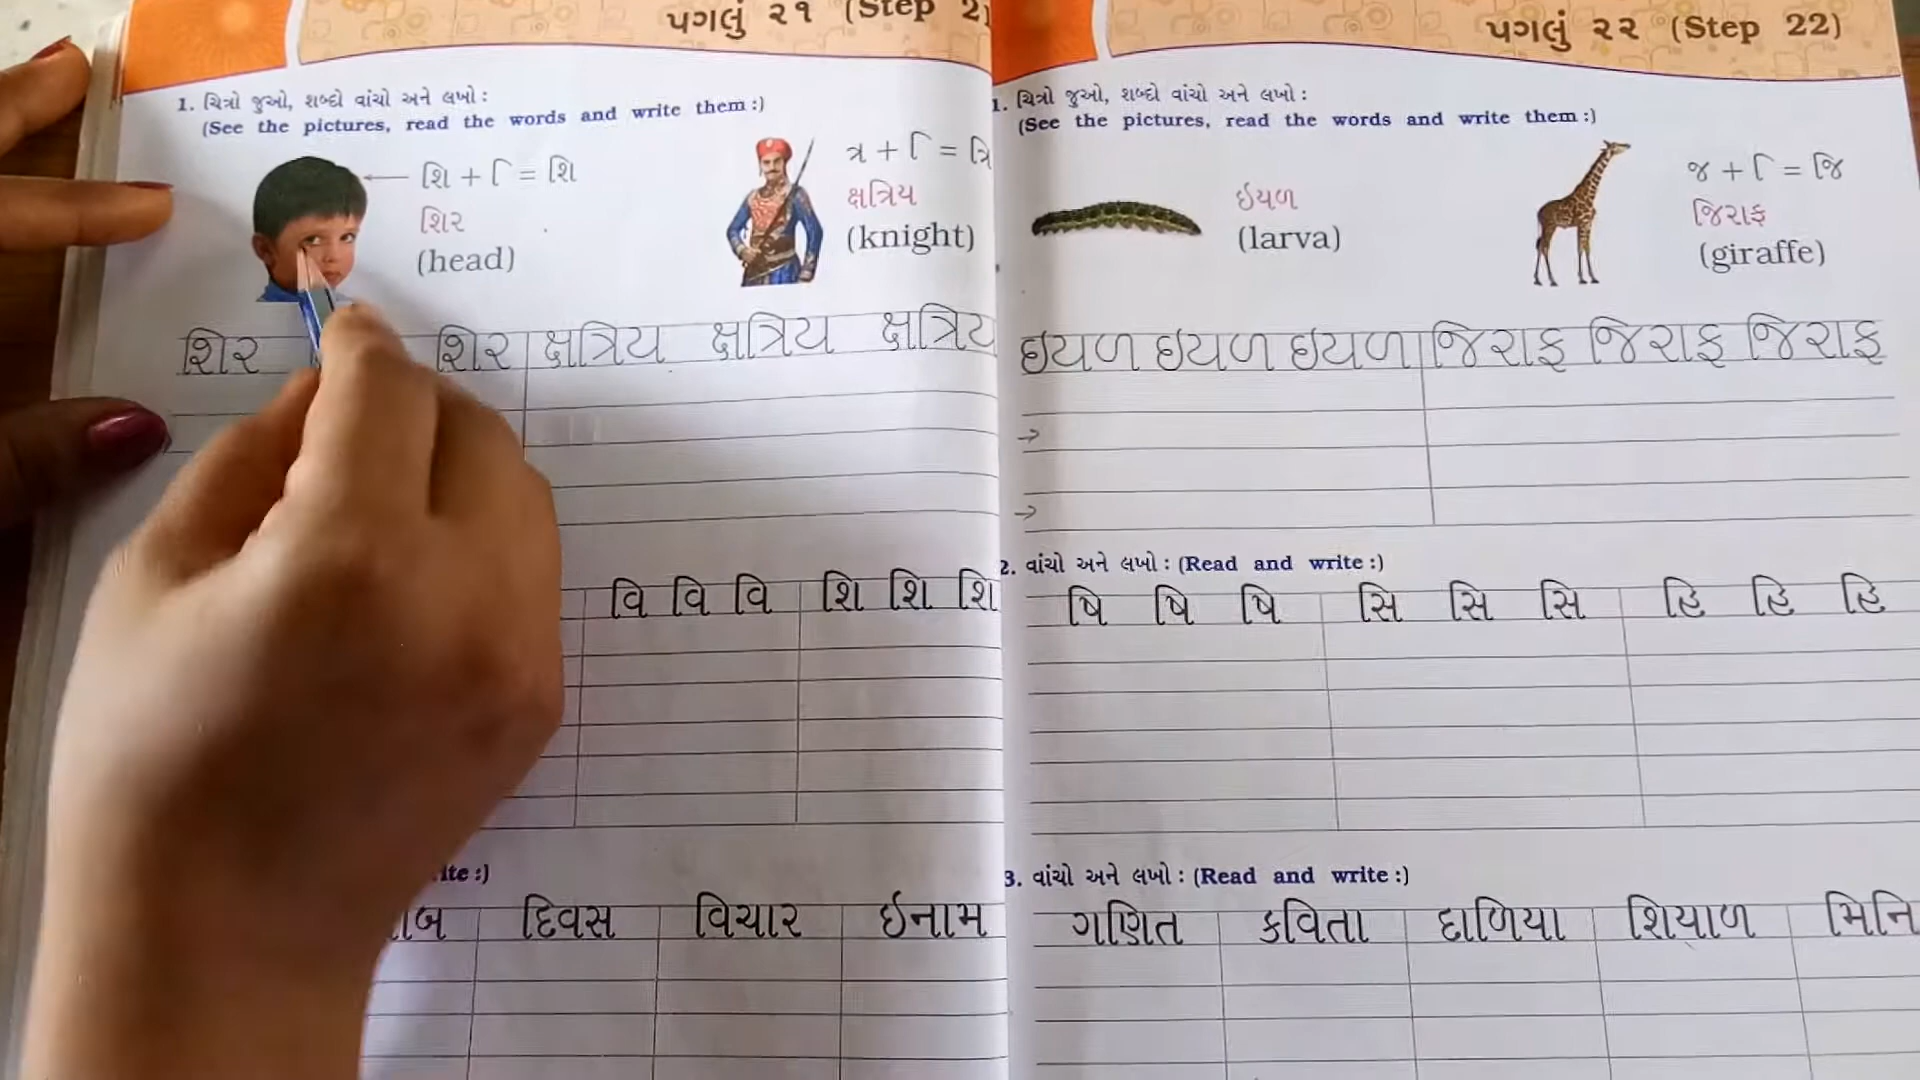 પગલું ૨૧ (Step 2
1. ચિત્રો જુઓ, શબ્દો વાંચો અને લખો :
(See the pictures, read the words and write them :)
શિ + િ = શિ
શિર
(head)
ત્ર + િ = ત્રિ
ક્ષત્રિય
(knight)
શિર શિર ક્ષત્રિય ક્ષત્રિય ક્ષત્રિય
વિ વિ વિ શિ શિ શિ
ite :)
દિવસ વિચાર ઈનામ
પગલું ૨૨ (Step 22)
1. ચિત્રો જુઓ, શબ્દો વાંચો અને લખો :
(See the pictures, read the words and write them :)
ઈયળ
(larva)
જ + િ = જિ
જિરાફ
(giraffe)
ઇયળ ઇયળ ઇયળ જિરાફ જિરાફ જિરાફ
2. વાંચો અને લખો : (Read and write :)
ષિ ષિ ષિ સિ સિ સિ હિ હિ હિ
3. વાંચો અને લખો : (Read and write :)
ગણિત કવિતા દાળિયા શિયાળ મિનિ